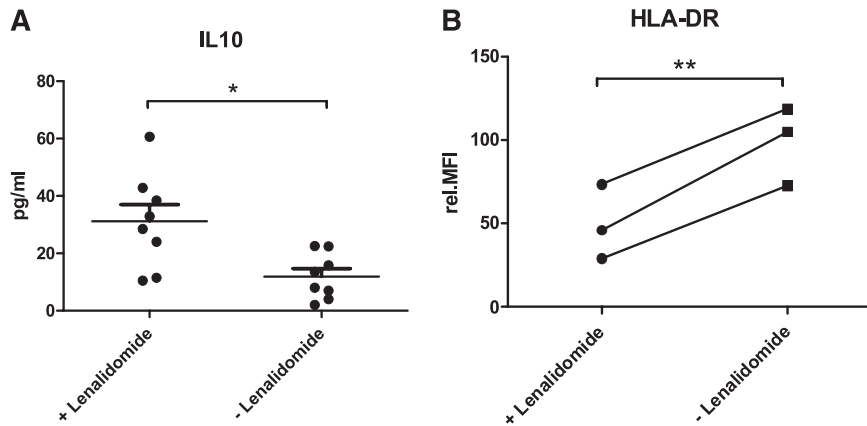 A
IL10
80
60
40
20
0
pg/ml
*
+ Lenalidomide
- Lenalidomide
B
HLA-DR
150
100
50
0
rel.MFI
**
+ Lenalidomide
- Lenalidomide